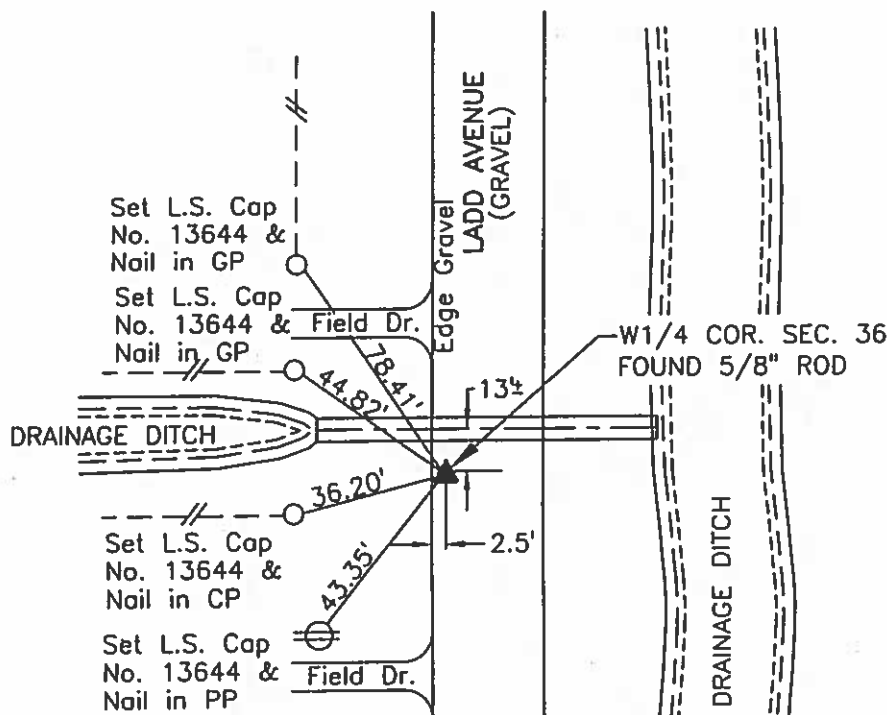 LADD AVENUE
(GRAVEL)
Edge Gravel
Set L.S. Cap
No. 13644 &
Nail in GP
Set L.S. Cap
No. 13644 &
Nail in GP
Field Dr.
78.41'
44.82'
W1/4 COR. SEC. 36
FOUND 5/8" ROD
13'±
DRAINAGE DITCH
36.20'
2.5'
Set L.S. Cap
No. 13644 &
Nail in CP
43.35'
Set L.S. Cap
No. 13644 &
Nail in PP
Field Dr.
DRAINAGE DITCH